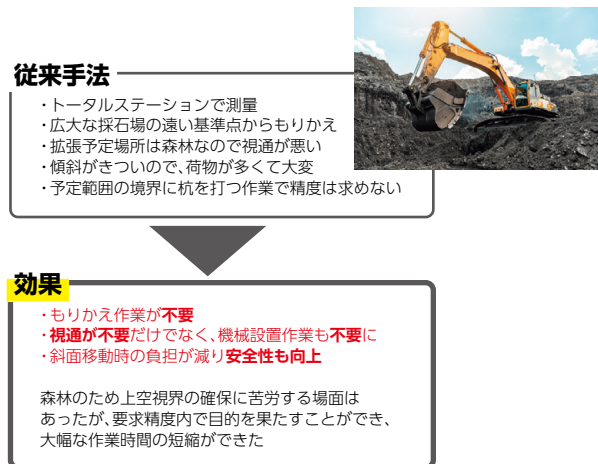 従来手法
・トータルステーションで測量
・広大な採石場の遠い基準点からもりかえ
・拡張予定場所は森林なので視通が悪い
・傾斜がきついので、荷物が多くて大変
・予定範囲の境界に杭を打つ作業で精度は求めない
効果
・もりかえ作業が不要
・視通が不要だけでなく、機械設置作業も不要に
・斜面移動時の負担が減り安全性も向上
森林のため上空視界の確保に苦労する場面は
あったが、要求精度内で目的を果たすことができ、
大幅な作業時間の短縮ができた